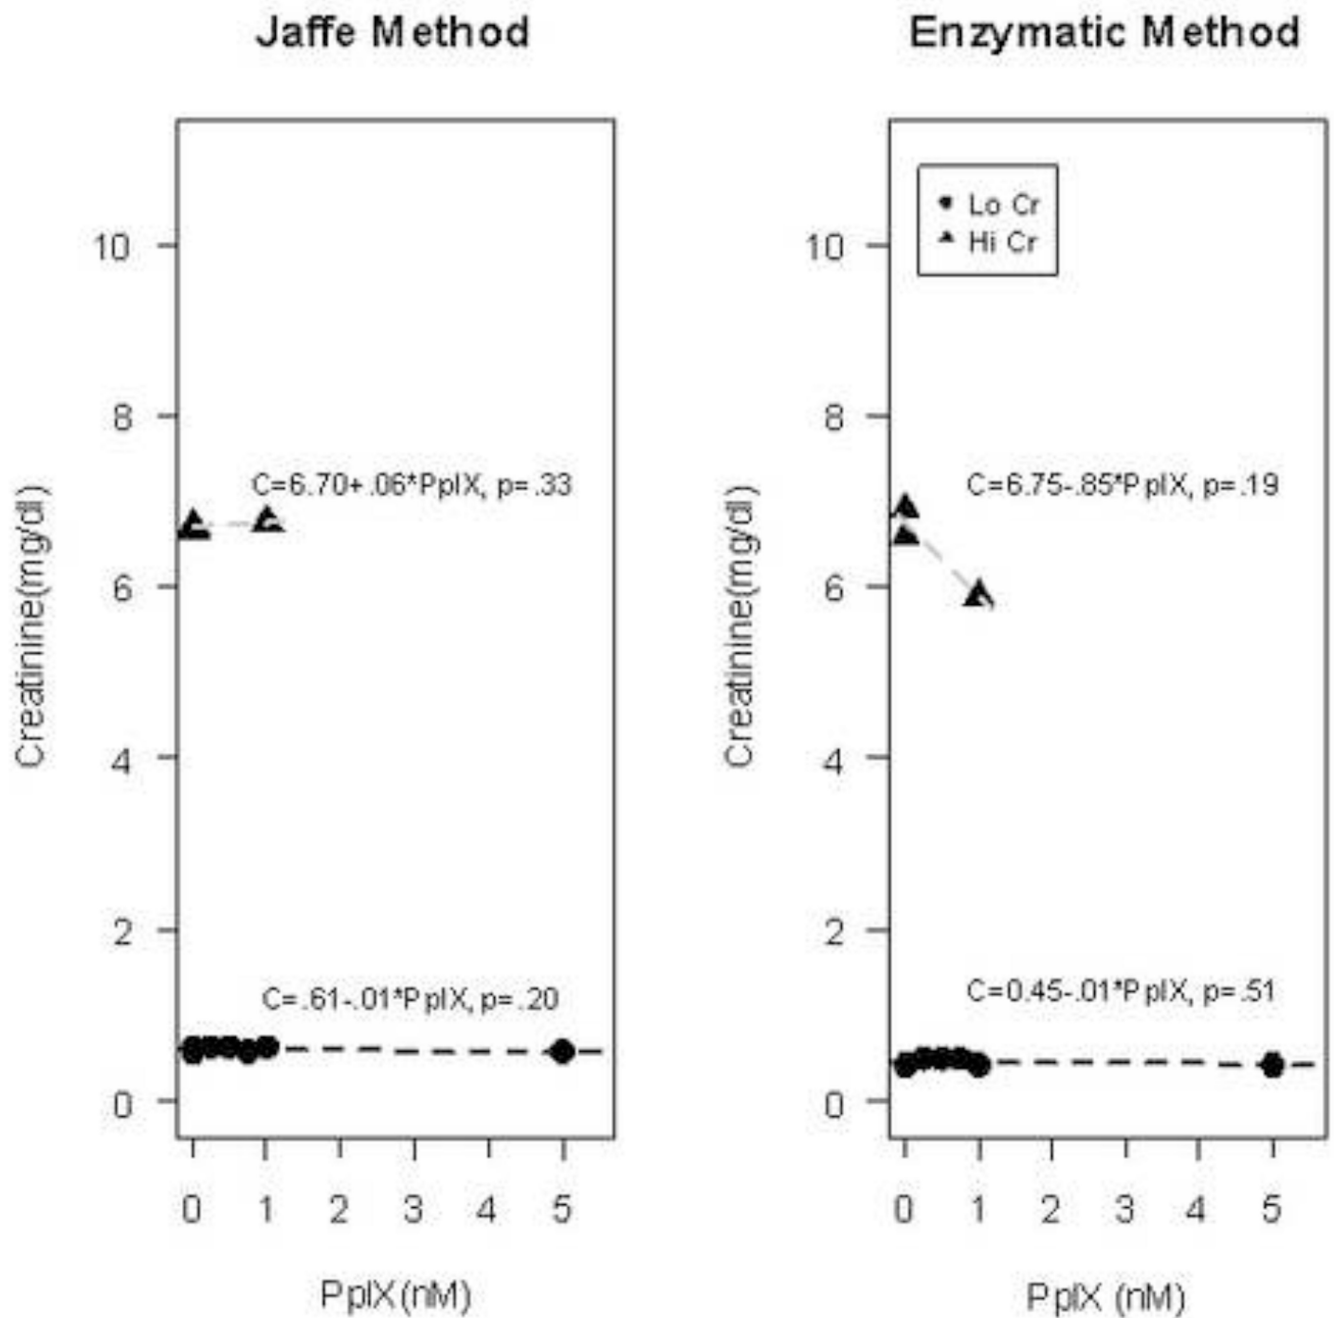 Jaffe Method
Enzymatic Method
Creatinine(mg/dl)
10
8
6
4
2
0
C=6.70+.06*PpIX, p=.33
C=.61-.01*PpIX, p=.20
0 1 2 3 4 5
PpIX(nM)
Creatinine(mg/dl)
10
8
6
4
2
0
Lo Cr
Hi Cr
C=6.75-.85*PpIX, p=.19
C=0.45-.01*PpIX, p=.51
0 1 2 3 4 5
PpIX (nM)